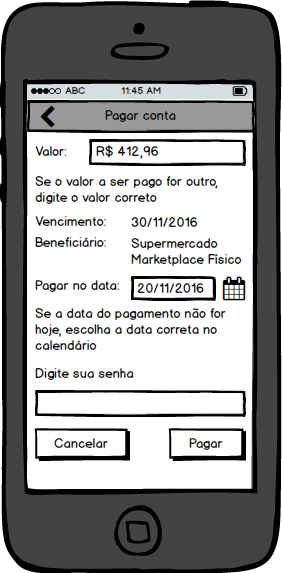 ABC 11:45 AM
Pagar conta
Valor: R$ 412,96
Se o valor a ser pago for outro,
digite o valor correto
Vencimento: 30/11/2016
Beneficiário: Supermercado
Marketplace Físico
Pagar no data: 20/11/2016
Se a data do pagamento não for
hoje, escolha a data correta no
calendário
Digite sua senha
Cancelar Pagar